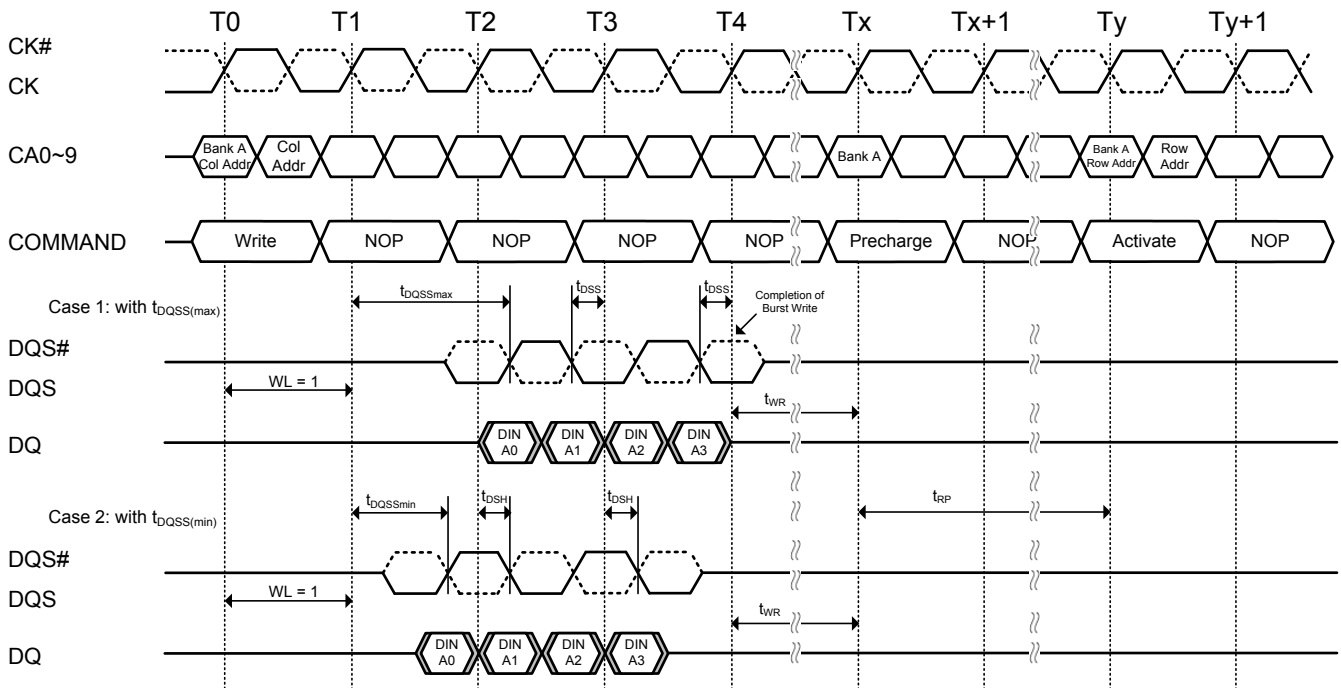 T0 T1 T2 T3 T4 Tx Tx+1 Ty Ty+1
CK#
CK
CA0~9
Bank A
Col Addr
Col
Addr
Bank A
Bank A
Row Addr
Row
Addr
COMMAND
Write NOP NOP NOP NOP Precharge NOP Activate NOP
Case 1: with tDQSS(max)
tDQSSmax
tDSS
tDSS
Completion of
Burst Write
DQS#
DQS
WL = 1
tWR
DQ
DIN
A0
DIN
A1
DIN
A2
DIN
A3
Case 2: with tDQSS(min)
tDQSSmin
tDSH
tDSH
tRP
DQS#
DQS
WL = 1
tWR
DQ
DIN
A0
DIN
A1
DIN
A2
DIN
A3